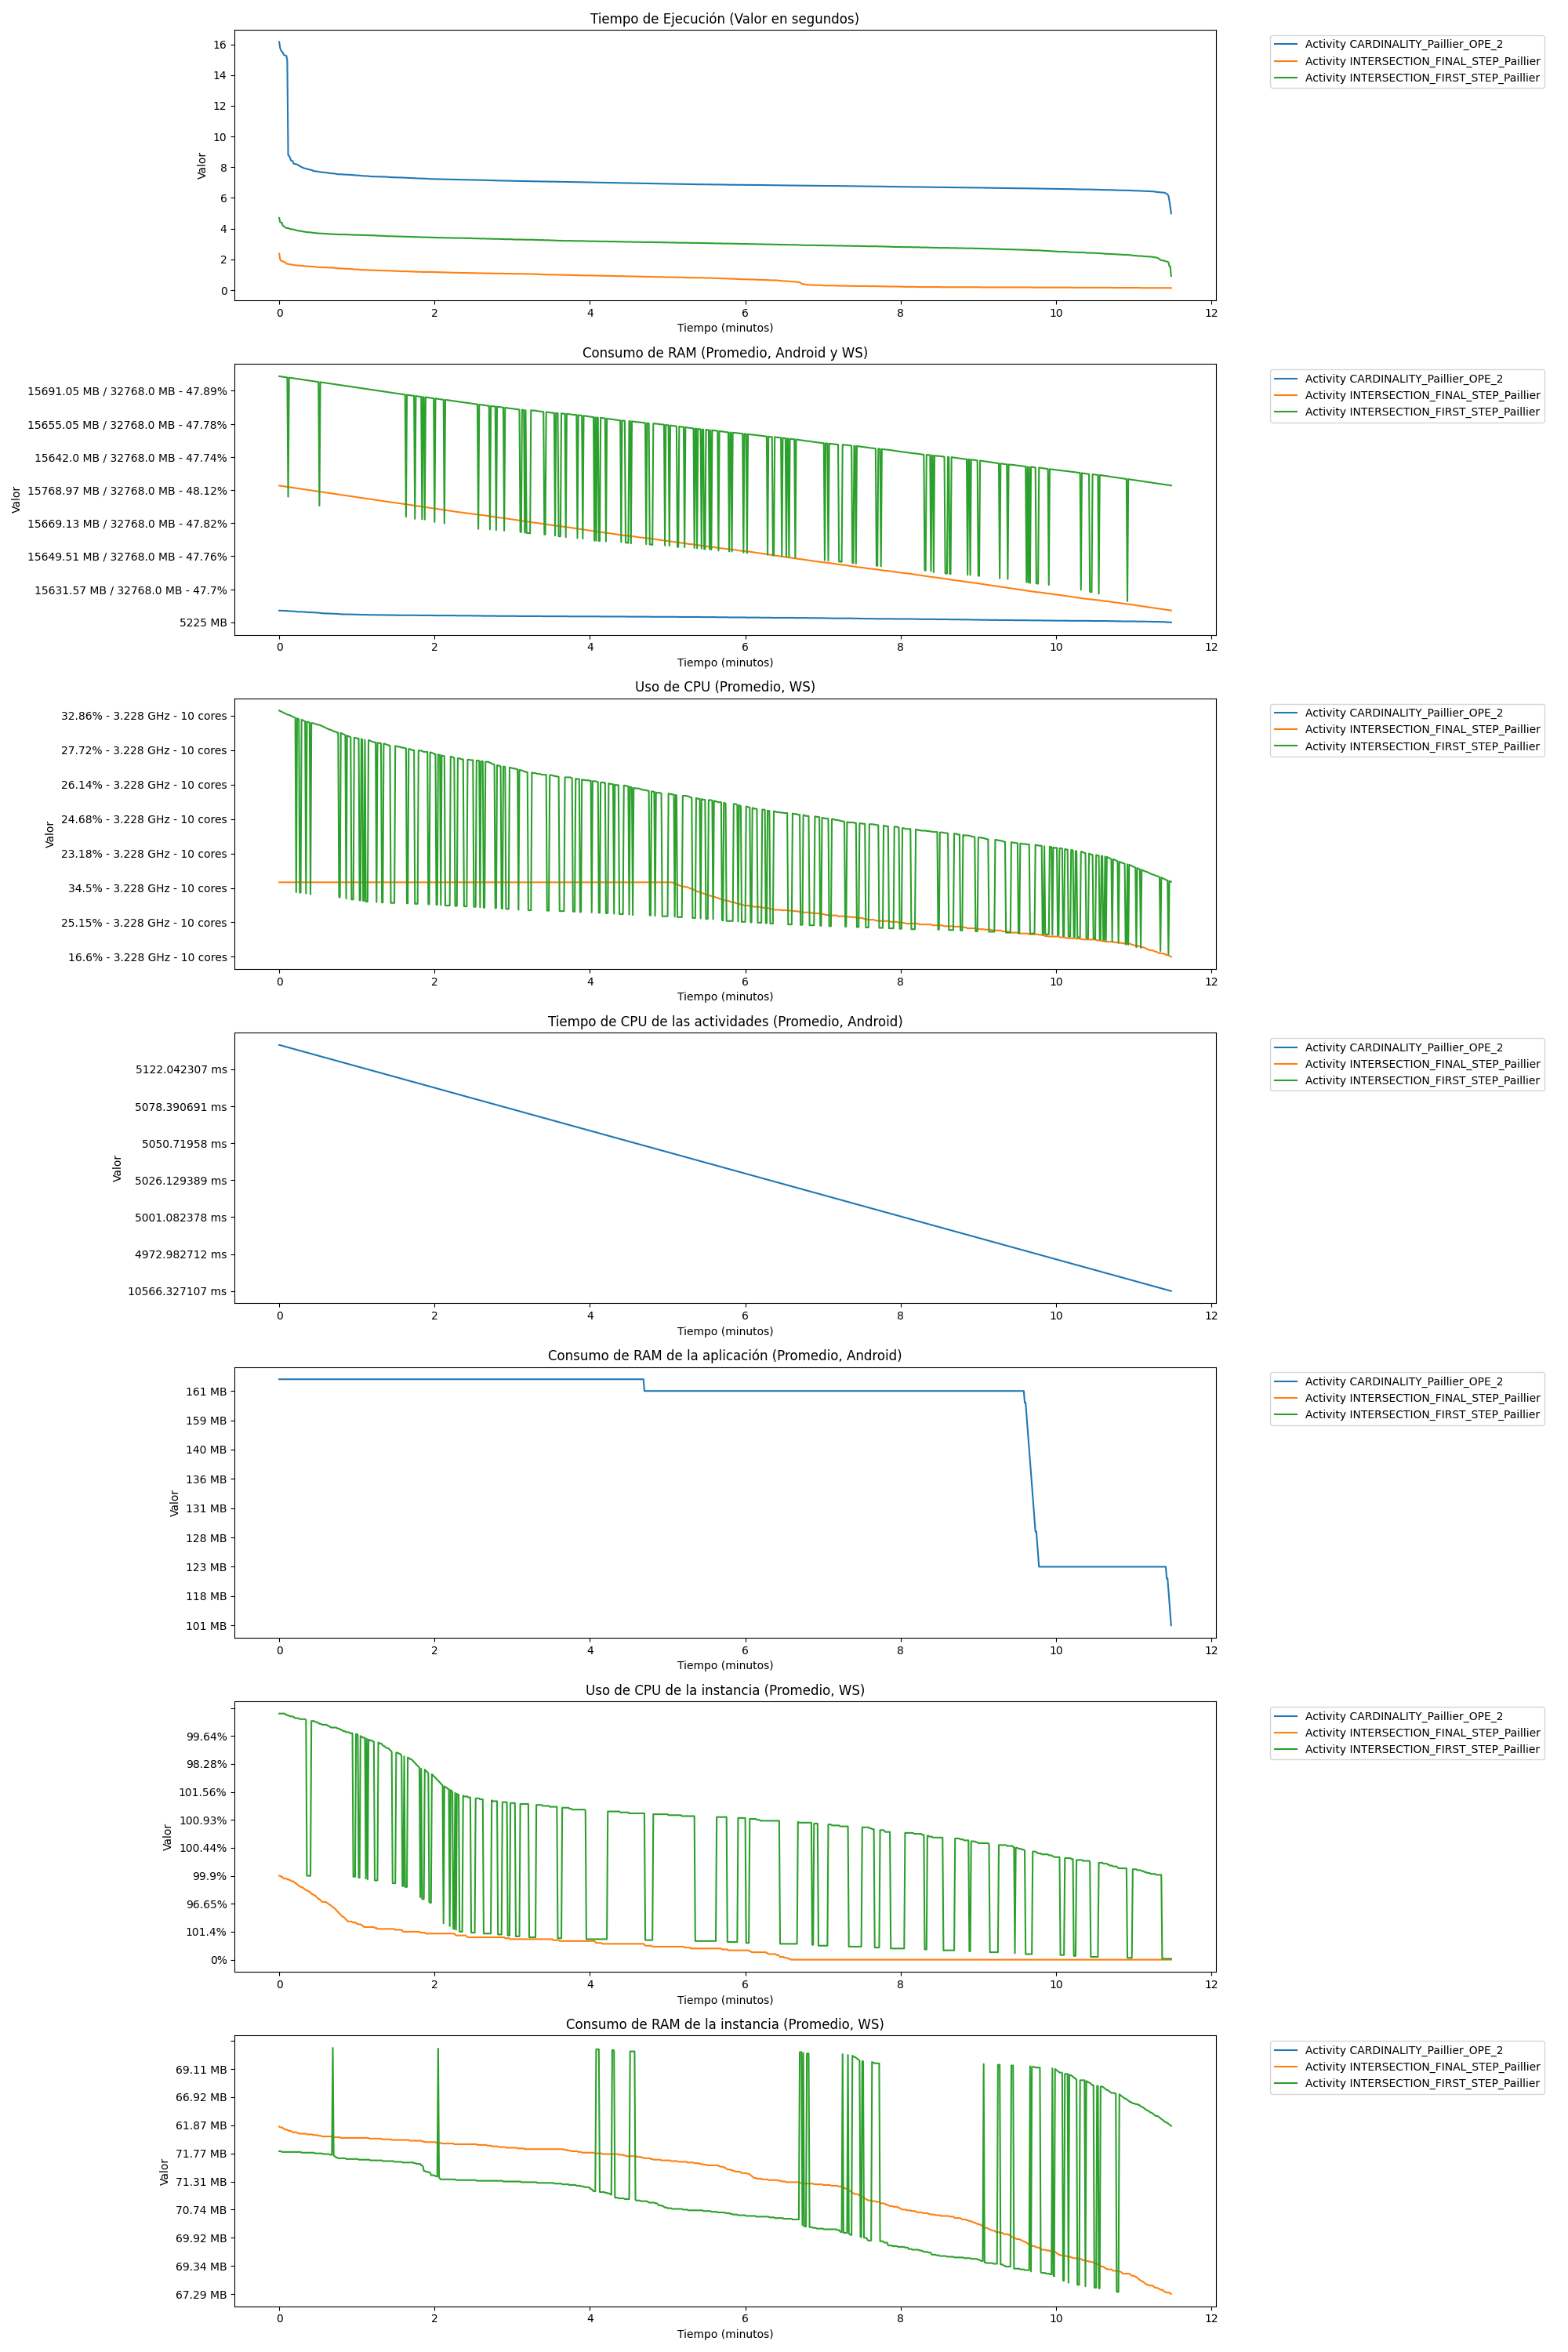 Tiempo de Ejecución (Valor en segundos)
Activity CARDINALITY_Paillier_OPE_2
Activity INTERSECTION_FINAL_STEP_Paillier
Activity INTERSECTION_FIRST_STEP_Paillier
Valor
16
14
12
10
8
6
4
2
0
0 2 4 6 8 10 12
Tiempo (minutos)
Consumo de RAM (Promedio, Android y WS)
Activity CARDINALITY_Paillier_OPE_2
Activity INTERSECTION_FINAL_STEP_Paillier
Activity INTERSECTION_FIRST_STEP_Paillier
Valor
15691.05 MB / 32768.0 MB - 47.89%
15655.05 MB / 32768.0 MB - 47.78%
15642.0 MB / 32768.0 MB - 47.74%
15768.97 MB / 32768.0 MB - 48.12%
15669.13 MB / 32768.0 MB - 47.82%
15649.51 MB / 32768.0 MB - 47.76%
15631.57 MB / 32768.0 MB - 47.7%
5225 MB
0 2 4 6 8 10 12
Tiempo (minutos)
Uso de CPU (Promedio, WS)
Activity CARDINALITY_Paillier_OPE_2
Activity INTERSECTION_FINAL_STEP_Paillier
Activity INTERSECTION_FIRST_STEP_Paillier
Valor
32.86% - 3.228 GHz - 10 cores
27.72% - 3.228 GHz - 10 cores
26.14% - 3.228 GHz - 10 cores
24.68% - 3.228 GHz - 10 cores
23.18% - 3.228 GHz - 10 cores
34.5% - 3.228 GHz - 10 cores
25.15% - 3.228 GHz - 10 cores
16.6% - 3.228 GHz - 10 cores
0 2 4 6 8 10 12
Tiempo (minutos)
Tiempo de CPU de las actividades (Promedio, Android)
Activity CARDINALITY_Paillier_OPE_2
Activity INTERSECTION_FINAL_STEP_Paillier
Activity INTERSECTION_FIRST_STEP_Paillier
Valor
5122.042307 ms
5078.390691 ms
5050.71958 ms
5026.129389 ms
5001.082378 ms
4972.982712 ms
10566.327107 ms
0 2 4 6 8 10 12
Tiempo (minutos)
Consumo de RAM de la aplicación (Promedio, Android)
Activity CARDINALITY_Paillier_OPE_2
Activity INTERSECTION_FINAL_STEP_Paillier
Activity INTERSECTION_FIRST_STEP_Paillier
Valor
161 MB
159 MB
140 MB
136 MB
131 MB
128 MB
123 MB
118 MB
101 MB
0 2 4 6 8 10 12
Tiempo (minutos)
Uso de CPU de la instancia (Promedio, WS)
Activity CARDINALITY_Paillier_OPE_2
Activity INTERSECTION_FINAL_STEP_Paillier
Activity INTERSECTION_FIRST_STEP_Paillier
Valor
99.64%
98.28%
101.56%
100.93%
100.44%
99.9%
96.65%
101.4%
0%
0 2 4 6 8 10 12
Tiempo (minutos)
Consumo de RAM de la instancia (Promedio, WS)
Activity CARDINALITY_Paillier_OPE_2
Activity INTERSECTION_FINAL_STEP_Paillier
Activity INTERSECTION_FIRST_STEP_Paillier
Valor
69.11 MB
66.92 MB
61.87 MB
71.77 MB
71.31 MB
70.74 MB
69.92 MB
69.34 MB
67.29 MB
0 2 4 6 8 10 12
Tiempo (minutos)